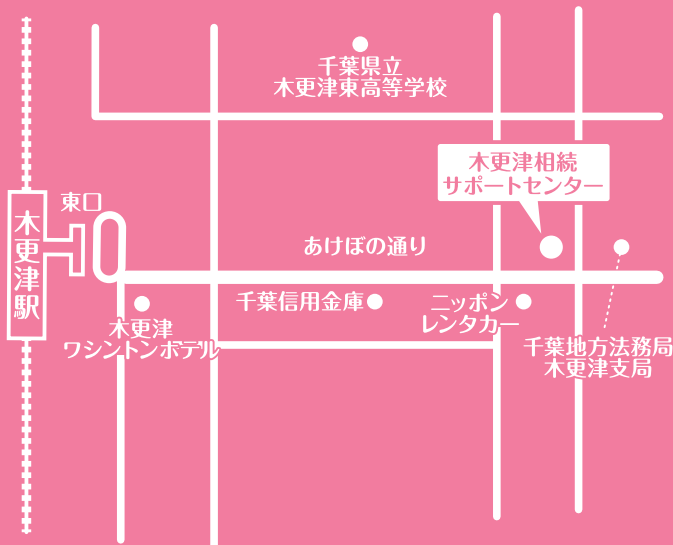 千葉県立
木更津東高等学校
木更津相続
サポートセンター
東口
木更津駅
あけぼの通り
千葉信用金庫
ニッポン
レンタカー
木更津
ワシントンホテル
千葉地方法務局
木更津支局